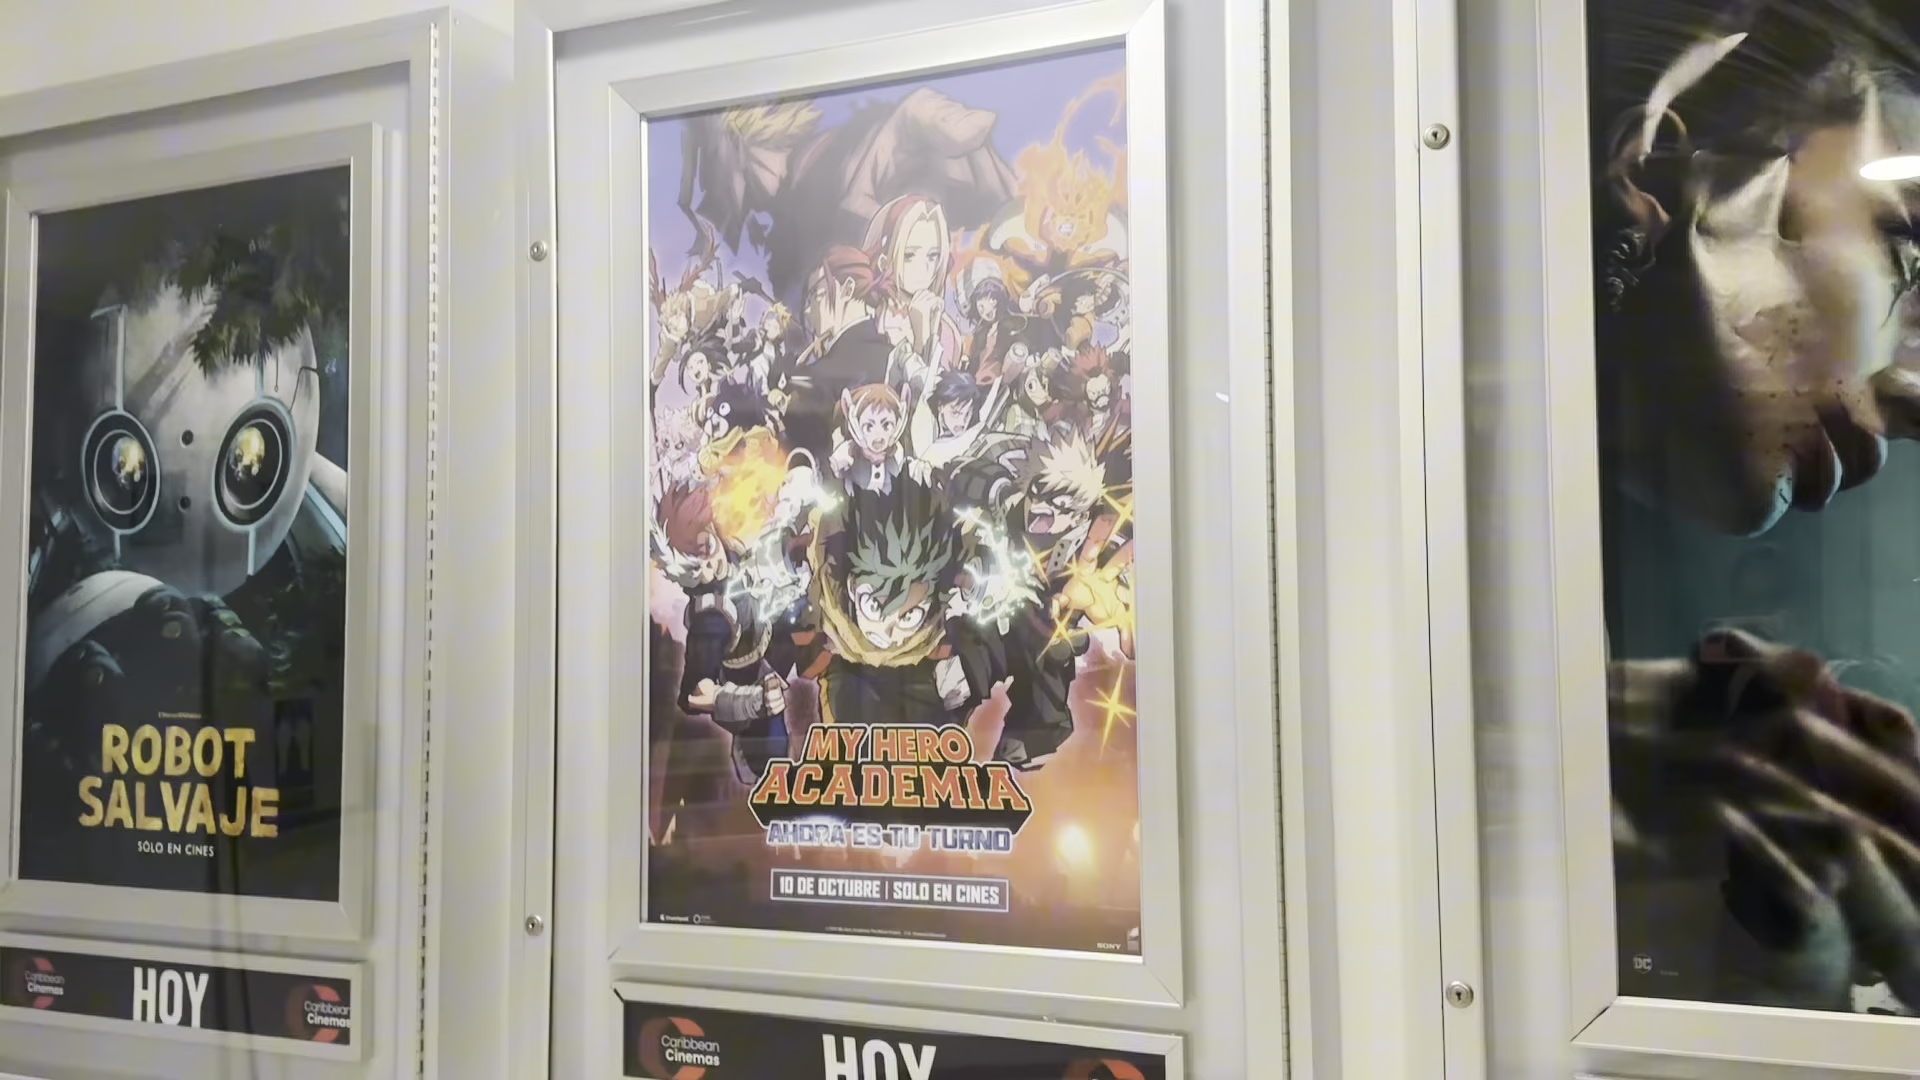 ROBOT
SALVAJE
SOLO EN CINES
HOY
Caribbean
Cinemas
Caribbean
Cinemas
MY HERO
ACADEMIA
AHORA ES TU TURNO
10 DE OCTUBRE | SOLO EN CINES
SONY
Caribbean
Cinemas
HOY
DC